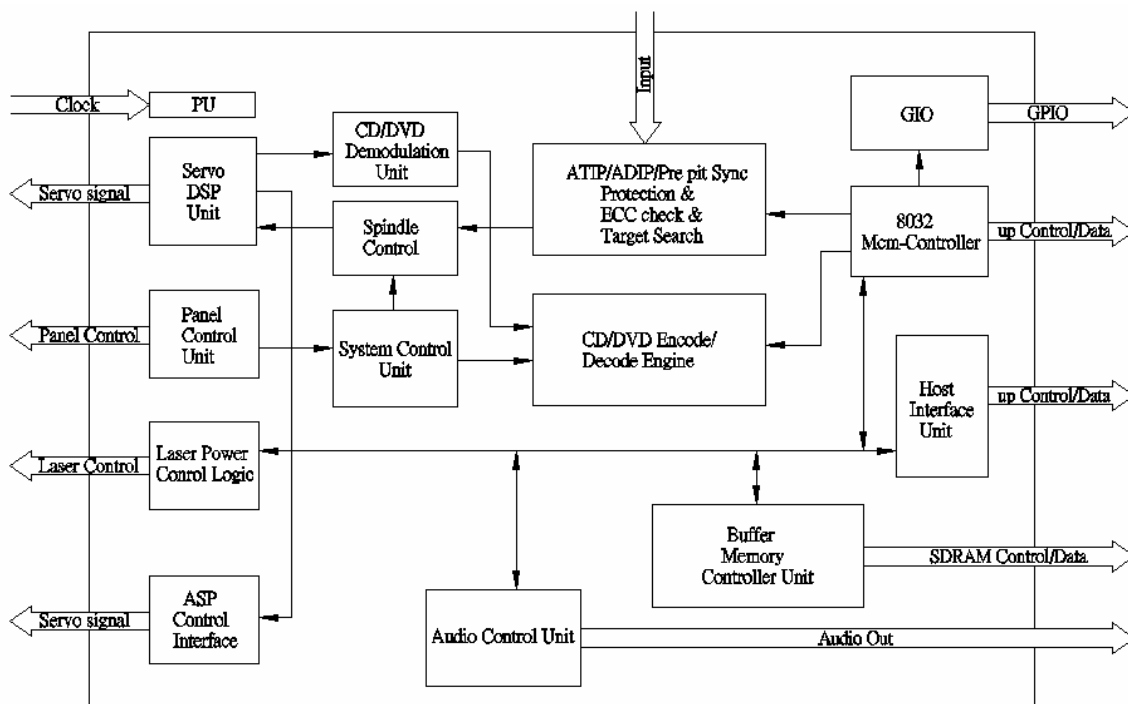 Input
Clock
PU
CD/DVD
Demodulation
Unit
GIO
GPIO
Servo signal
Servo
DSP
Unit
ATIP/ADIP/Pre pit Sync
Protection &
ECC check &
Target Search
Spindle
Control
8032
Mcm-Controller
up Control/Data
Panel Control
Panel
Control
Unit
System Control
Unit
CD/DVD Encode/
Decode Engine
Host
Interface
Unit
up Control/Data
Laser Control
Laser Power
Conrol Logic
Buffer
Memory
Controller Unit
SDRAM Control/Data
Servo signal
ASP
Control
Interface
Audio Control Unit
Audio Out